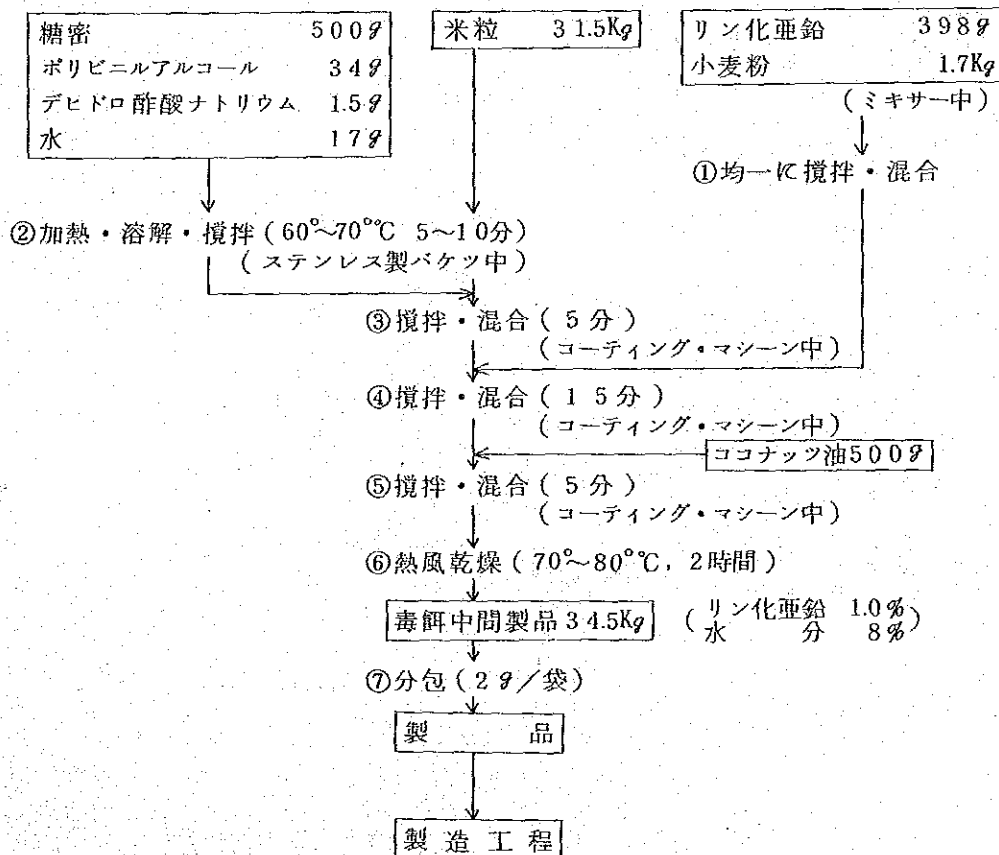 糖密 500g
ポリビニルアルコール 34g
デヒドロ酢酸ナトリウム 1.5g
水 17g
米粒 31.5Kg
リン化亜鉛 398g
小麦粉 1.7Kg
(ミキサー中)
①均一に攪拌・混合
②加熱・溶解・攪拌(60°~70°℃ 5~10分)
(ステンレス製バケツ中)
③攪拌・混合(5分)
(コーティング・マシーン中)
④攪拌・混合(15分)
(コーティング・マシーン中)
ココナッツ油500g
⑤攪拌・混合(5分)
(コーティング・マシーン中)
⑥熱風乾燥(70°~80°℃, 2時間)
毒餌中間製品34.5Kg
(リン化亜鉛 1.0%
水分 8%)
⑦分包(2g/袋)
製品
製造工程